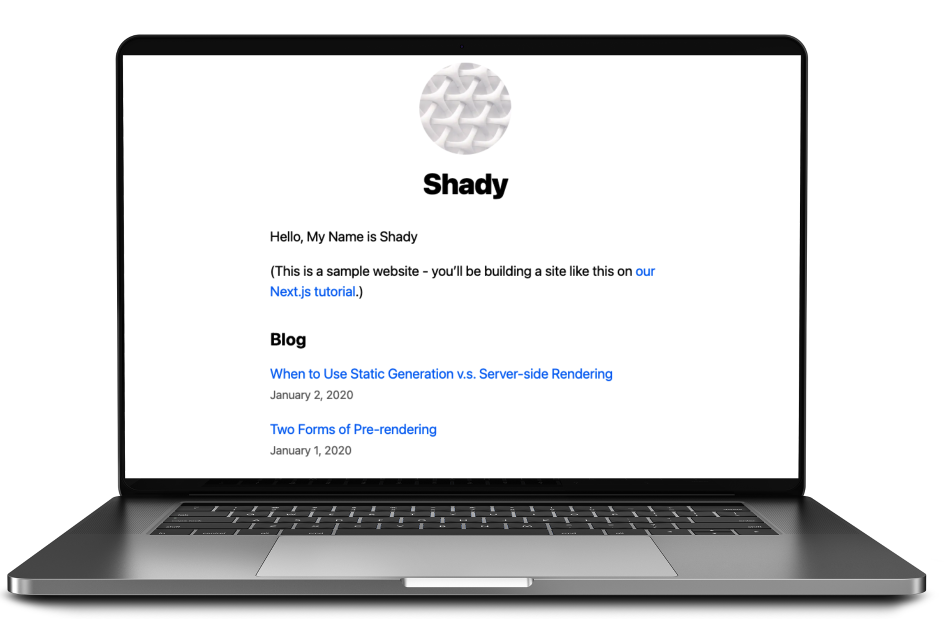 Shady
Hello, My Name is Shady
(This is a sample website - you’ll be building a site like this on our
Next.js tutorial.)
Blog
When to Use Static Generation v.s. Server-side Rendering
January 2, 2020
Two Forms of Pre-rendering
January 1, 2020